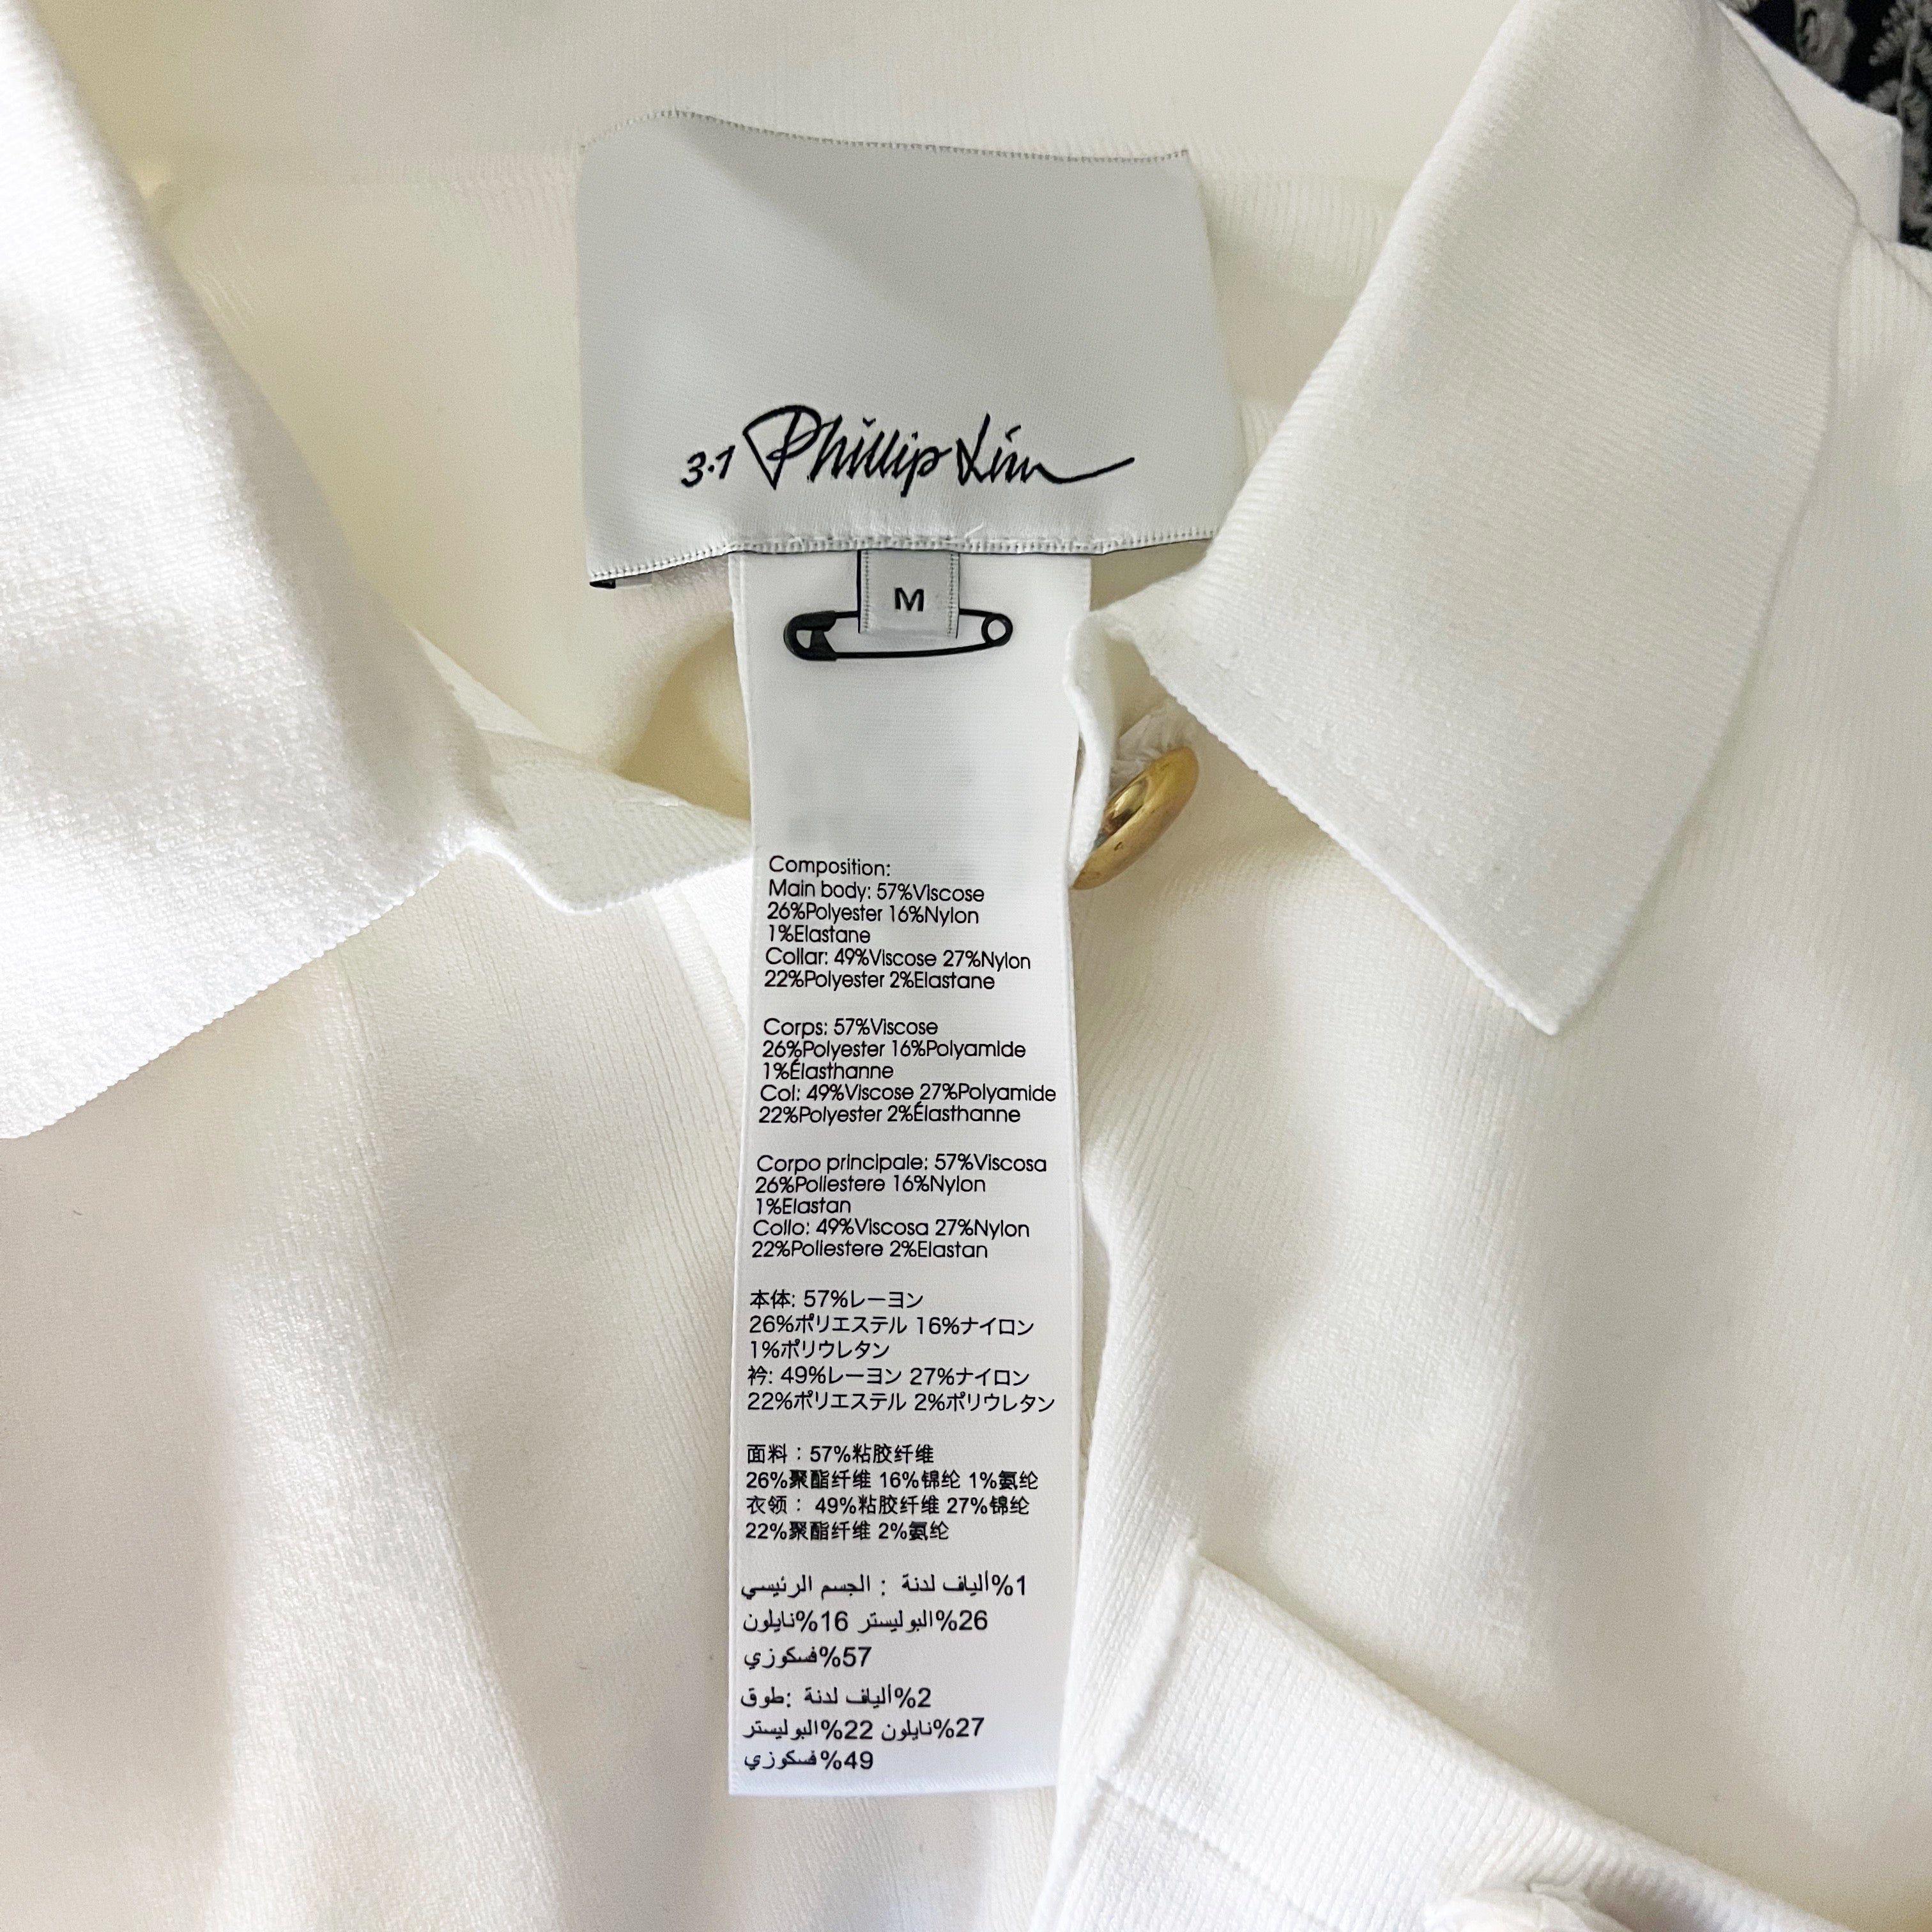 3.1 Phillip Lim
M
Composition:
Main body: 57%Viscose
26%Polyester 16%Nylon
1%Elastane
Collar: 49%Viscose 27%Nylon
22%Polyester 2%Elastane
Corps: 57%Viscose
26%Polyester 16%Polyamide
1%Élasthanne
Col: 49%Viscose 27%Polyamide
22%Polyester 2%Élasthanne
Corpo principale: 57%Viscosa
26%Poliestere 16%Nylon
1%Elastan
Collo: 49%Viscosa 27%Nylon
22%Poliestere 2%Elastan
本体: 57%レーヨン
26%ポリエステル 16%ナイロン
1%ポリウレタン
衿: 49%レーヨン 27%ナイロン
22%ポリエステル 2%ポリウレタン
面料：57%粘胶纤维
26%聚酯纤维 16%锦纶 1%氨纶
衣领： 49%粘胶纤维 27%锦纶
22%聚酯纤维 2%氨纶
1%ألياف لدنة : الجسم الرئيسي
26%البوليستر 16%نايلون
57%فسكوزي
2%ألياف لدنة :طوق
27%نايلون 22%البوليستر
49%فسكوزي